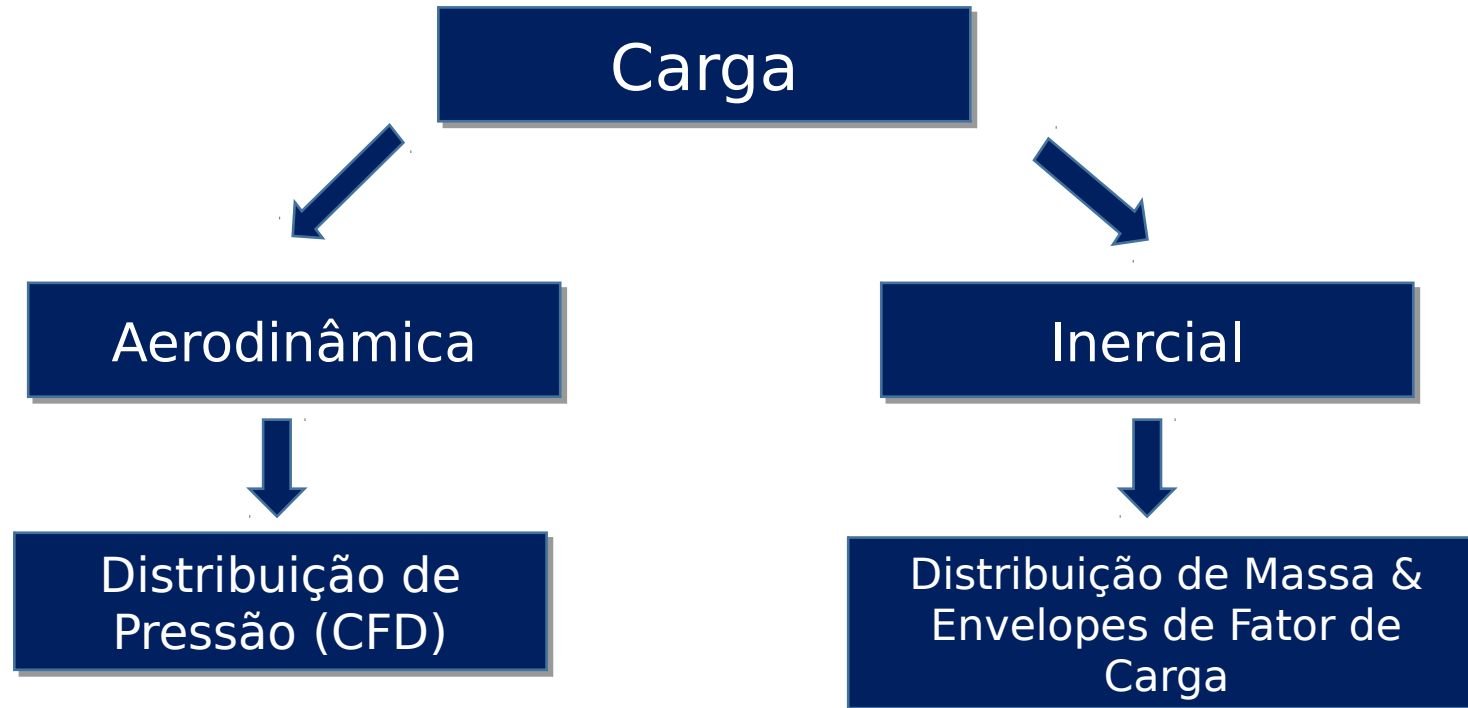 Carga
Aerodinâmica
Inercial
Distribuição de
Pressão (CFD)
Distribuição de Massa &
Envelopes de Fator de
Carga